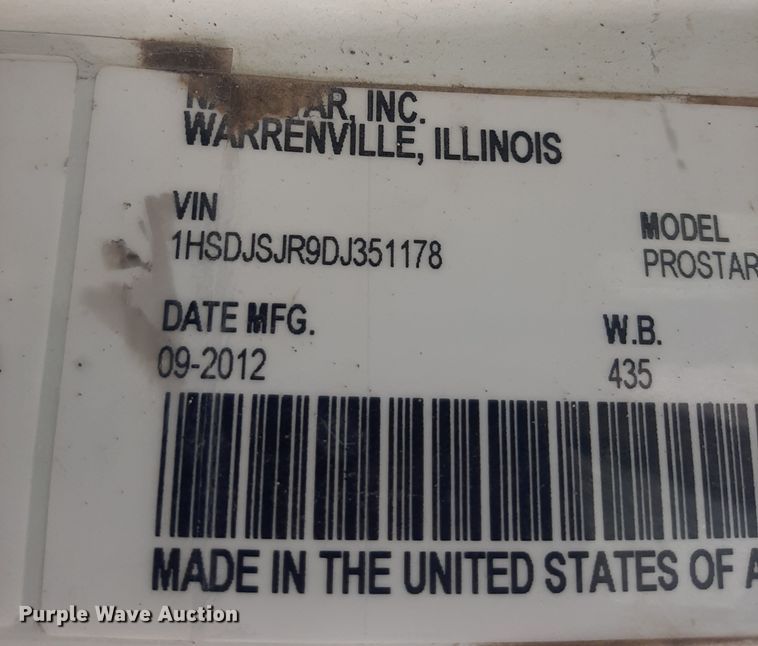 INC.
WARRENVILLE, ILLINOIS
VIN
1HSDJSJR9DJ351178
MODEL
PROSTAR
DATE MFG.
09-2012
W.B.
435
MADE IN THE UNITED STATES OF
Purple Wave Auction